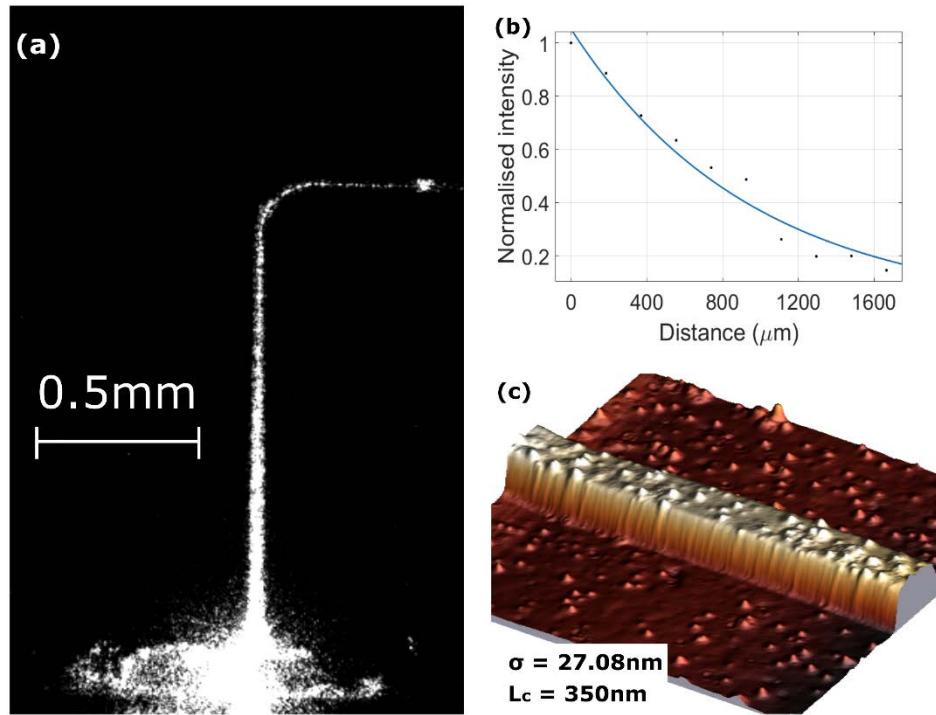 (a)
0.5mm
(b)
Normalised intensity
1
0.8
0.6
0.4
0.2
0
400
800
1200
1600
Distance (μm)
(c)
σ = 27.08nm
Lc = 350nm